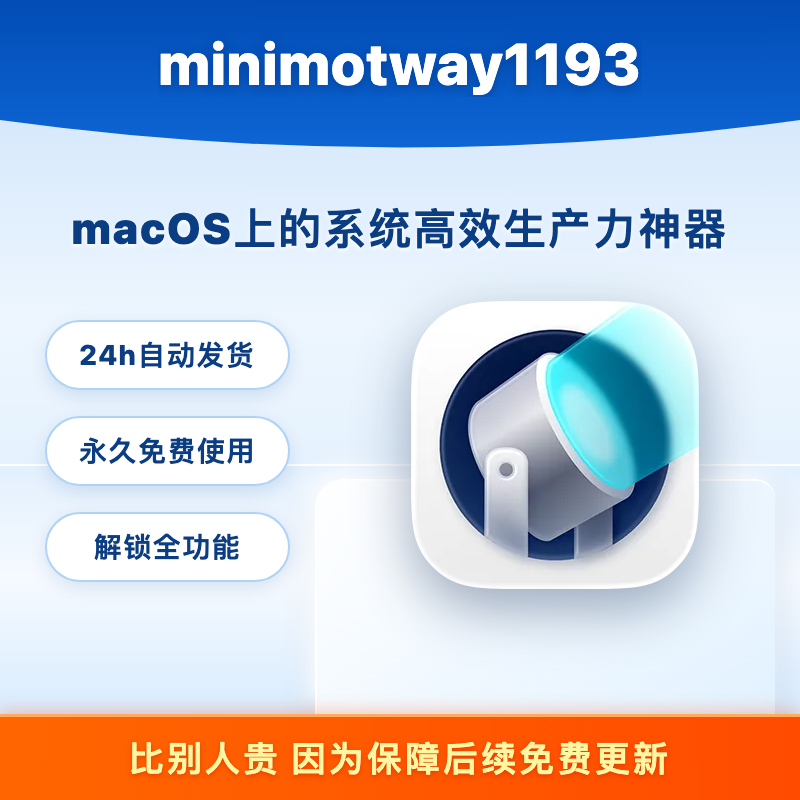 minimotway1193
macOS上的系统高效生产力神器
24h自动发货
永久免费使用
解锁全功能
比别人贵 因为保障后续免费更新